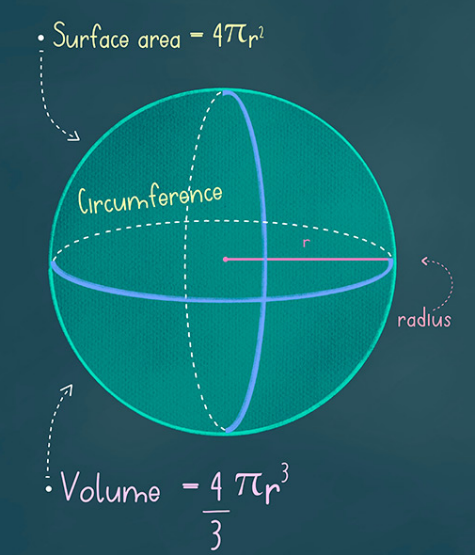 • Surface area = 4πr²
Circumference
r
radius
• Volume = 4/3 πr³